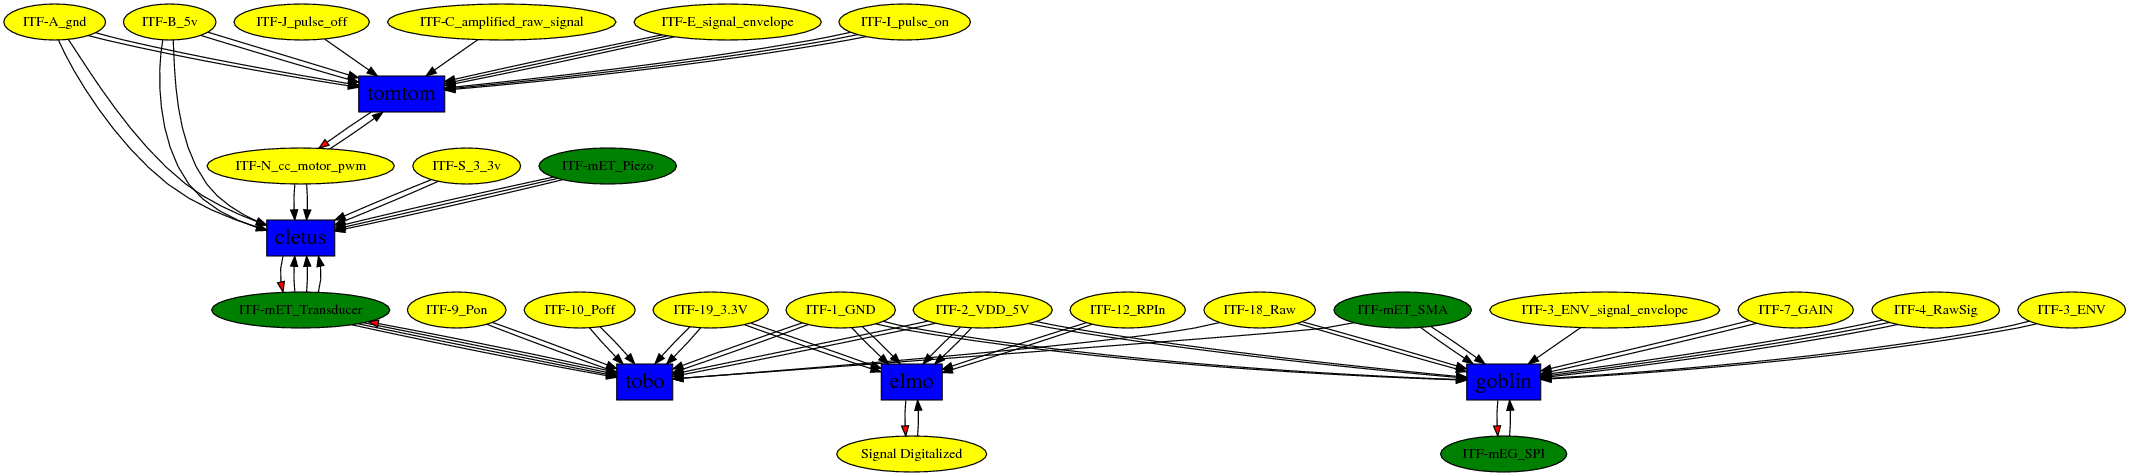 ITF-A_gnd
ITF-B_5v
ITF-J_pulse_off
ITF-C_amplified_raw_signal
ITF-E_signal_envelope
ITF-I_pulse_on
tomtom
ITF-N_cc_motor_pwm
ITF-S_3_3v
ITF-mET_Piezo
cletus
ITF-mET_Transducer
ITF-9_Pon
ITF-10_Poff
ITF-19_3.3V
ITF-1_GND
ITF-2_VDD_5V
ITF-12_RPIn
ITF-18_Raw
ITF-mET_SMA
ITF-3_ENV_signal_envelope
ITF-7_GAIN
ITF-4_RawSig
ITF-3_ENV
tobo
elmo
goblin
Signal Digitalized
ITF-mEG_SPI